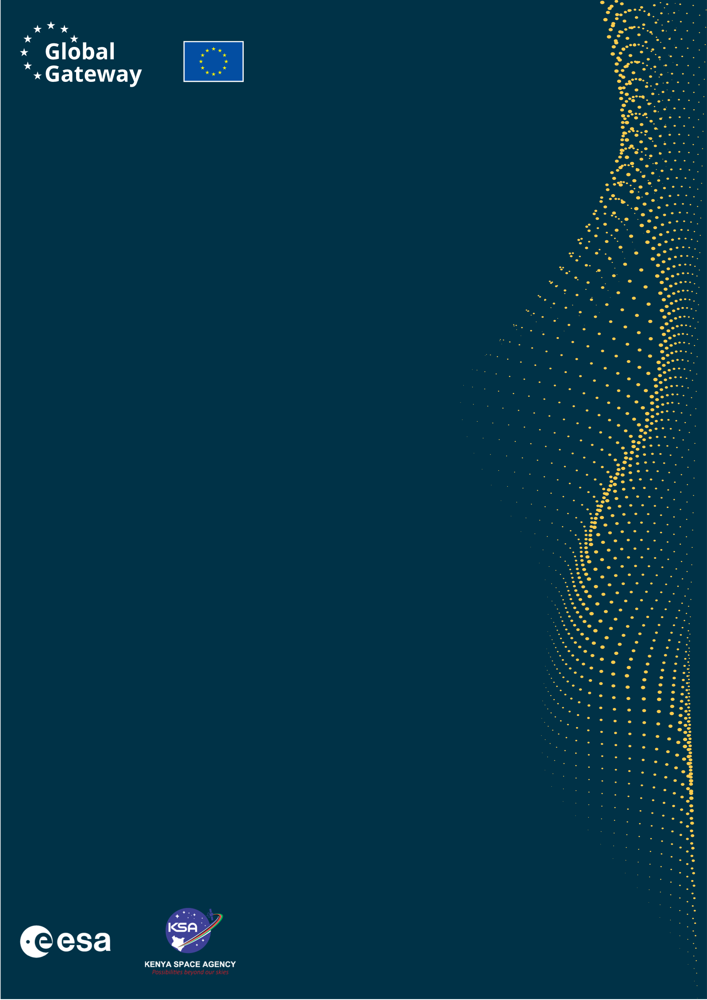 Global
Gateway
esa
KSA
KENYA SPACE AGENCY
Possibilities beyond our skies